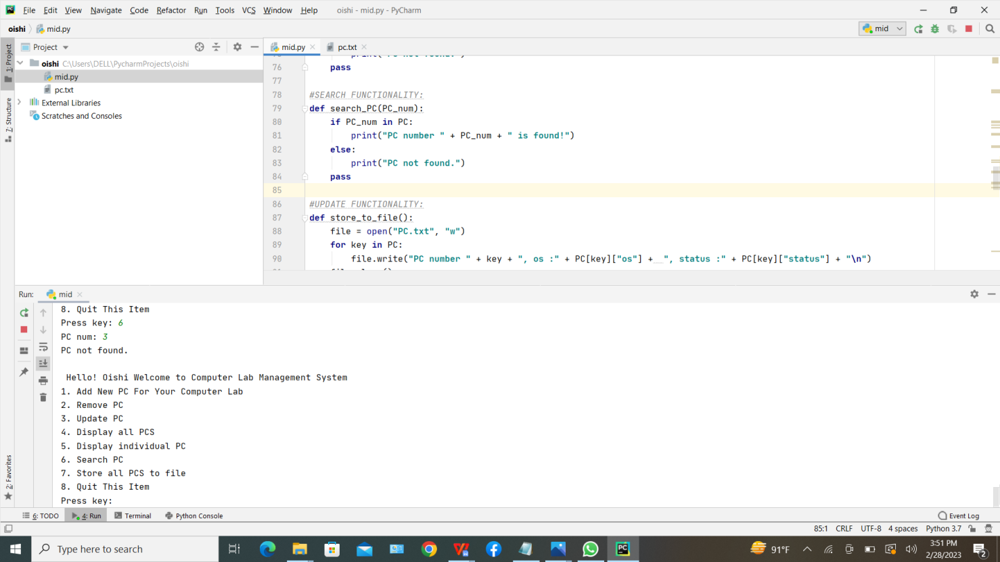 File Edit View Navigate Code Refactor Run Tools VCS Window Help oishi - mid.py - PyCharm
oishi mid.py mid
1: Project
7: Structure
2: Favorites
Project
oishi C:\Users\DELL\PycharmProjects\oishi
mid.py
pc.txt
External Libraries
Scratches and Consoles
mid.py pc.txt
76 pass
77
78 #SEARCH FUNCTIONALITY:
79 def search_PC(PC_num):
80 if PC_num in PC:
81 print("PC number " + PC_num + " is found!")
82 else:
83 print("PC not found.")
84 pass
85
86 #UPDATE FUNCTIONALITY:
87 def store_to_file():
88 file = open("PC.txt", "w")
89 for key in PC:
90 file.write("PC number " + key + ", os :" + PC[key]["os"] + ", status :" + PC[key]["status"] + "\n")
Run: mid
8. Quit This Item
Press key: 6
PC num: 3
PC not found.
Hello! Oishi Welcome to Computer Lab Management System
1. Add New PC For Your Computer Lab
2. Remove PC
3. Update PC
4. Display all PCS
5. Display individual PC
6. Search PC
7. Store all PCS to file
8. Quit This Item
Press key:
6: TODO 4: Run Terminal Python Console Event Log
85:1 CRLF UTF-8 4 spaces Python 3.7
Type here to search 91°F 3:51 PM
2/28/2023 2